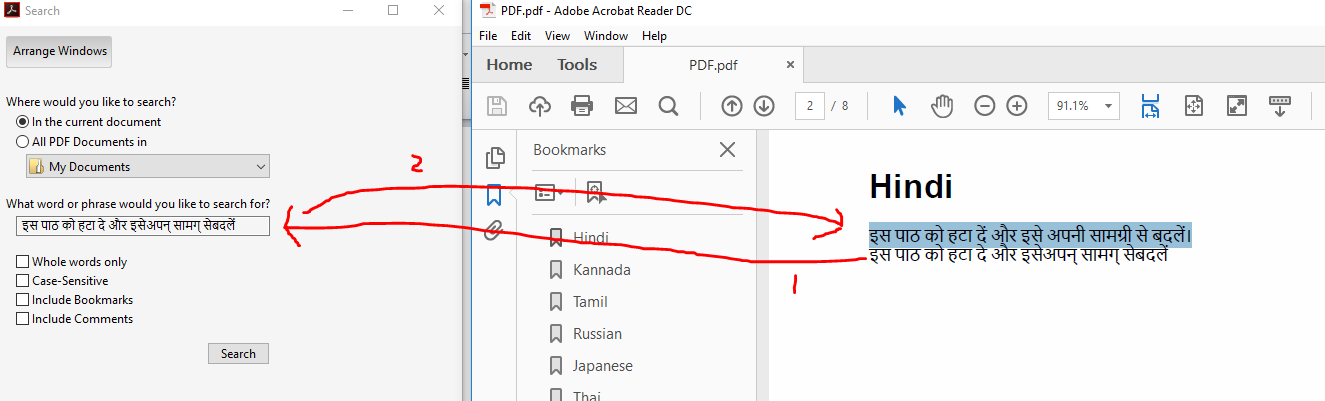 Search
Arrange Windows
Where would you like to search?
In the current document
All PDF Documents in
My Documents
What word or phrase would you like to search for?
इस पाठ को हटा दे और इसेअपन् सामग् सेबदलें
Whole words only
Case-Sensitive
Include Bookmarks
Include Comments
Search
2
1
PDF.pdf - Adobe Acrobat Reader DC
File Edit View Window Help
Home Tools PDF.pdf
2 / 8 91.1%
Bookmarks
Hindi
Kannada
Tamil
Russian
Japanese
Thai
Hindi
इस पाठ को हटा दें और इसे अपनी सामग्री से बदलें।
इस पाठ को हटा दे और इसेअपन् सामग् सेबदलें